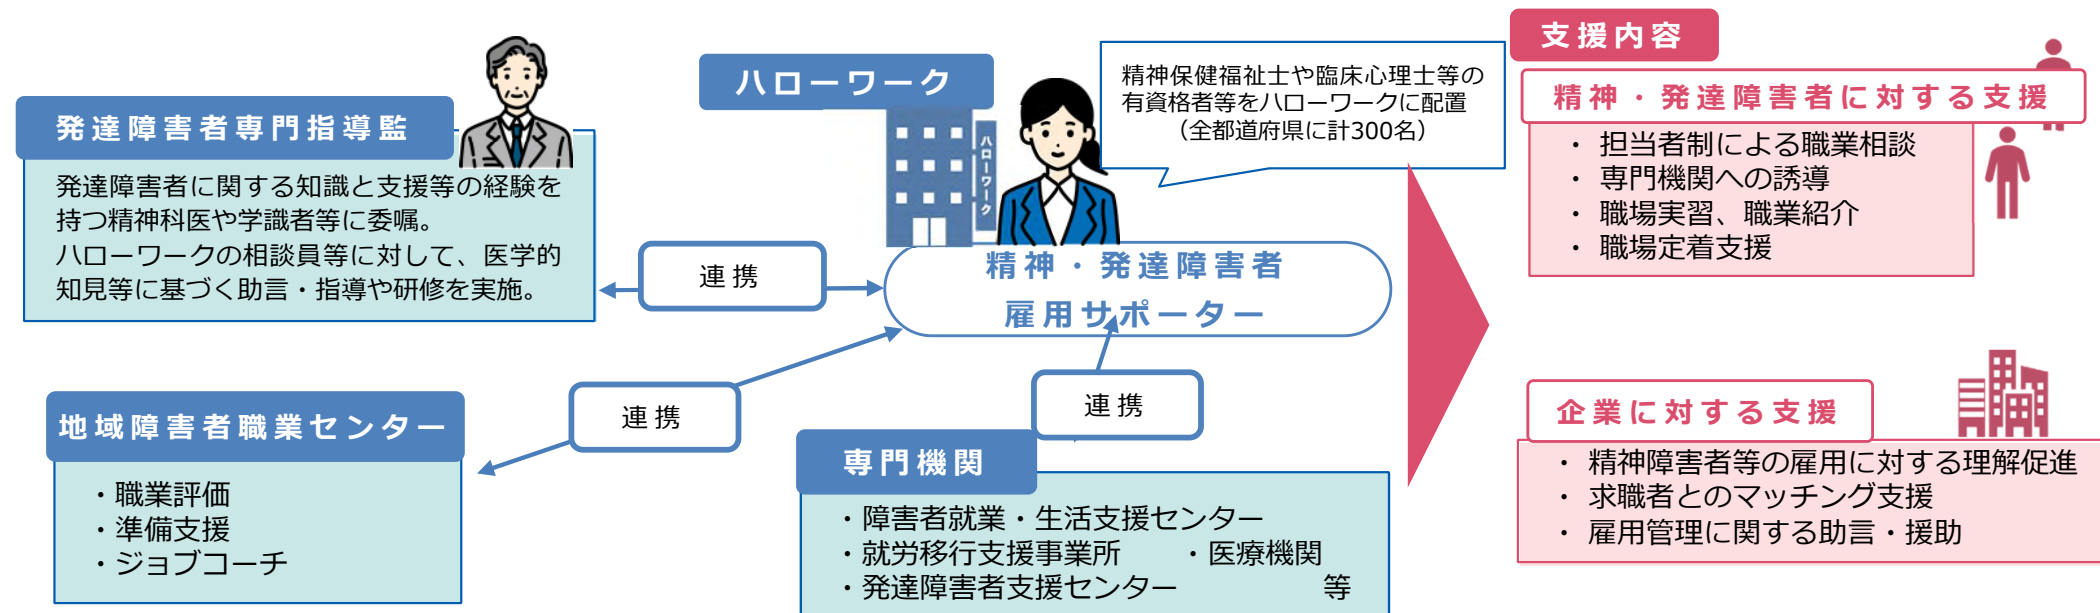 発達障害者専門指導監
発達障害者に関する知識と支援等の経験を
持つ精神科医や学識者等に委嘱。
ハローワークの相談員等に対して、医学的
知見等に基づく助言・指導や研修を実施。
連携
ハローワーク
ハローワーク
精神保健福祉士や臨床心理士等の
有資格者等をハローワークに配置
（全都道府県に計300名）
精神・発達障害者
雇用サポーター
地域障害者職業センター
・職業評価
・準備支援
・ジョブコーチ
連携
連携
専門機関
・障害者就業・生活支援センター
・就労移行支援事業所　　・医療機関
・発達障害者支援センター　　　　　等
支援内容
精神・発達障害者に対する支援
・ 担当者制による職業相談
・ 専門機関への誘導
・ 職場実習、職業紹介
・ 職場定着支援
企業に対する支援
・ 精神障害者等の雇用に対する理解促進
・ 求職者とのマッチング支援
・ 雇用管理に関する助言・援助